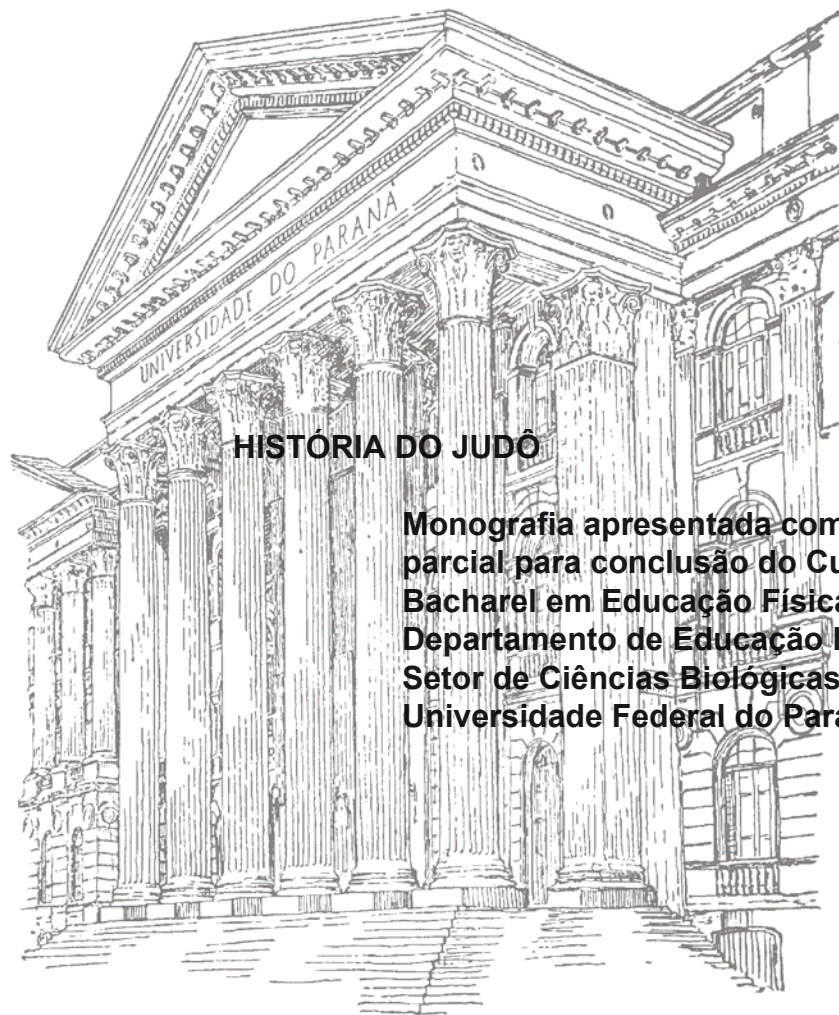 UNIVERSIDADE DO PARANÁ
HISTÓRIA DO JUDÔ
Monografia apresentada com
parcial para conclusão do Cu
Bacharel em Educação Física
Departamento de Educação
Setor de Ciências Biológicas
Universidade Federal do Para